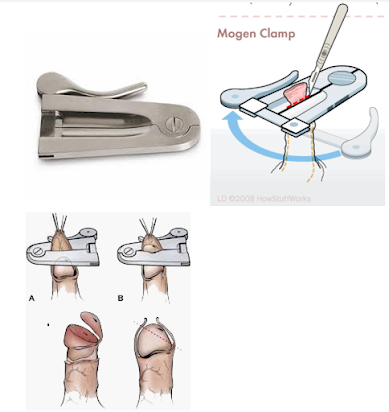 Mogen Clamp
LD ©2008 HowStuffWorks
A
B